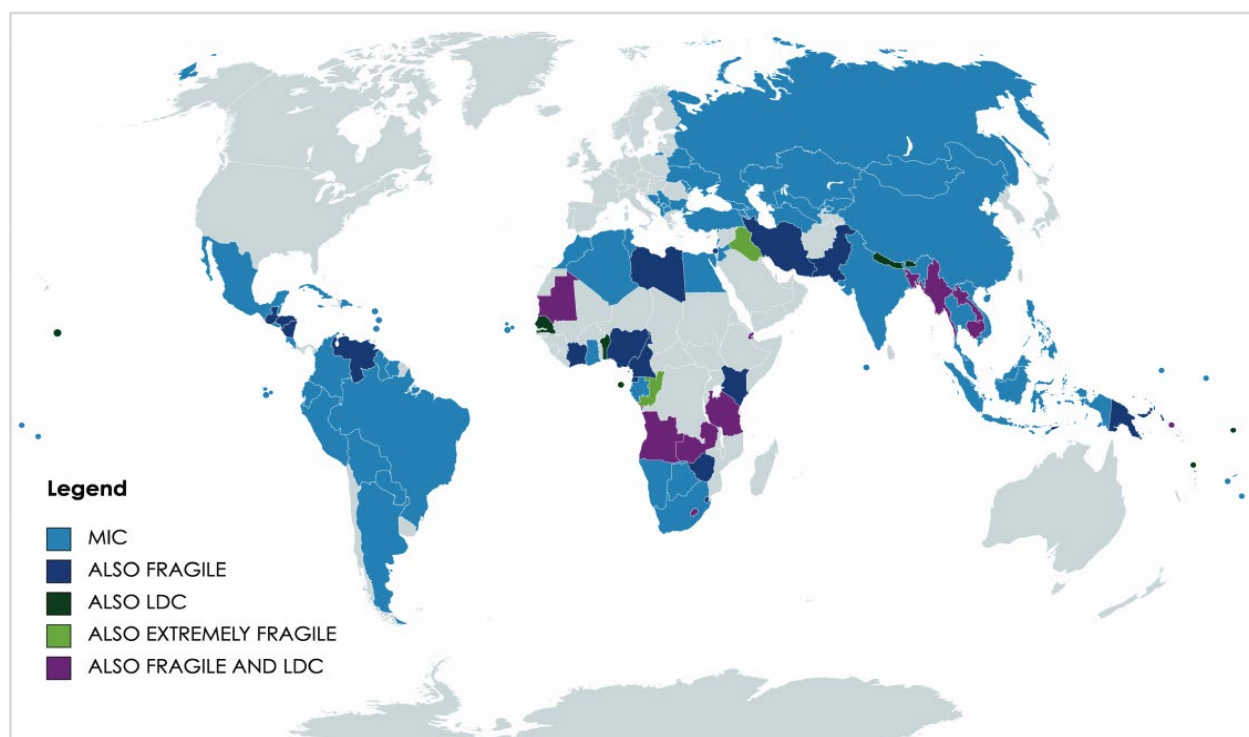 Legend
MIC
ALSO FRAGILE
ALSO LDC
ALSO EXTREMELY FRAGILE
ALSO FRAGILE AND LDC